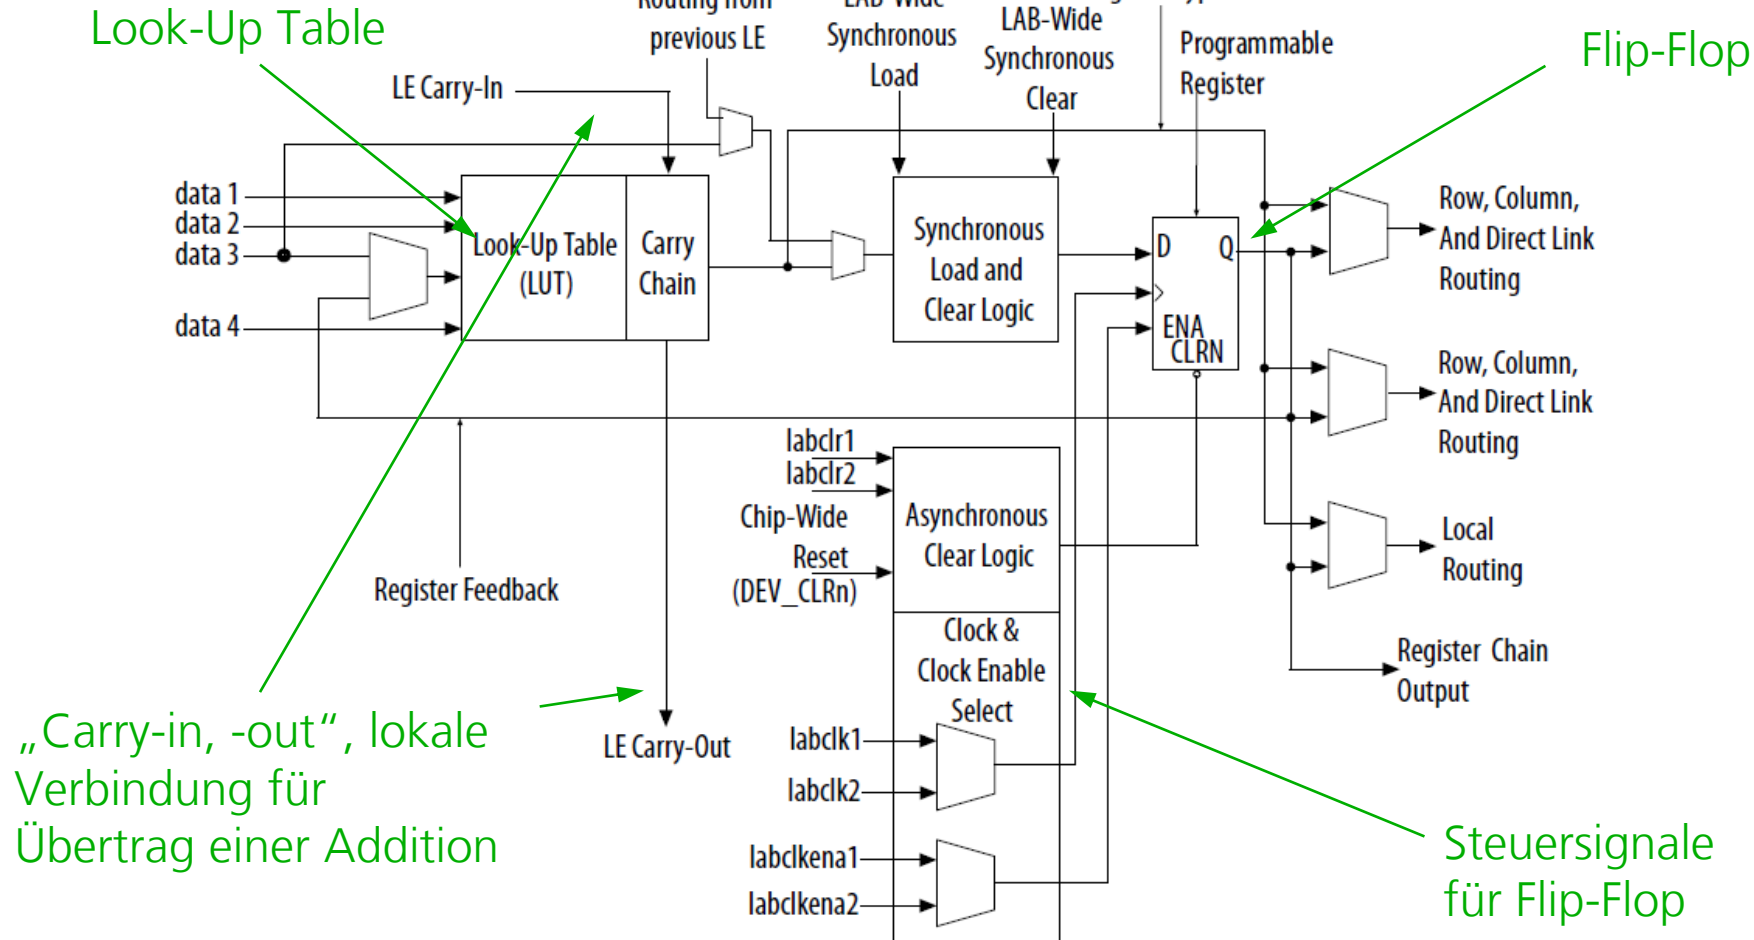 Look-Up Table
Routing from
previous LE
LAB-Wide
Synchronous
Load
LAB-Wide
Synchronous
Clear
Programmable
Register
Flip-Flop
LE Carry-In
data 1
data 2
data 3
data 4
Look-Up Table
(LUT)
Carry
Chain
Synchronous
Load and
Clear Logic
D
Q
ENA
CLRN
Row, Column,
And Direct Link
Routing
Row, Column,
And Direct Link
Routing
Local
Routing
Register Chain
Output
Register Feedback
labclr1
labclr2
Chip-Wide
Reset
(DEV_CLRn)
Asynchronous
Clear Logic
Clock &
Clock Enable
Select
labclk1
labclk2
labclkena1
labclkena2
LE Carry-Out
„Carry-in, -out“, lokale
Verbindung für
Übertrag einer Addition
Steuersignale
für Flip-Flop